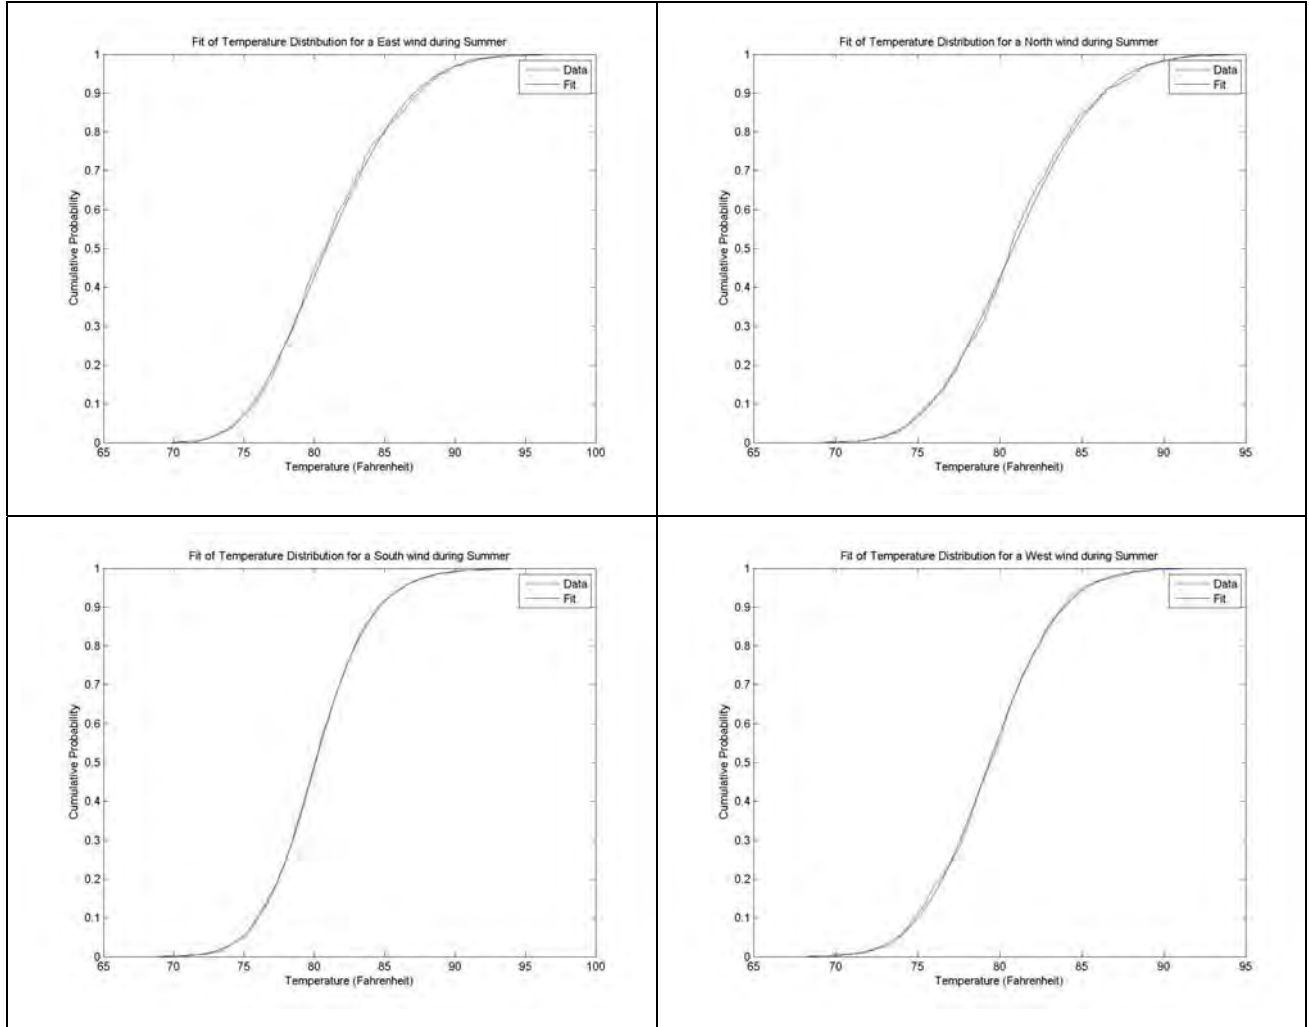 Fit of Temperature Distribution for a East wind during Summer
1
0.9
0.8
0.7
0.6
0.5
0.4
0.3
0.2
0.1
0
Cumulative Probability
Data
Fit
65 70 75 80 85 90 95 100
Temperature (Fahrenheit)
Fit of Temperature Distribution for a North wind during Summer
1
0.9
0.8
0.7
0.6
0.5
0.4
0.3
0.2
0.1
0
Cumulative Probability
Data
Fit
65 70 75 80 85 90 95
Temperature (Fahrenheit)
Fit of Temperature Distribution for a South wind during Summer
1
0.9
0.8
0.7
0.6
0.5
0.4
0.3
0.2
0.1
0
Cumulative Probability
Data
Fit
65 70 75 80 85 90 95 100
Temperature (Fahrenheit)
Fit of Temperature Distribution for a West wind during Summer
1
0.9
0.8
0.7
0.6
0.5
0.4
0.3
0.2
0.1
0
Cumulative Probability
Data
Fit
65 70 75 80 85 90 95
Temperature (Fahrenheit)